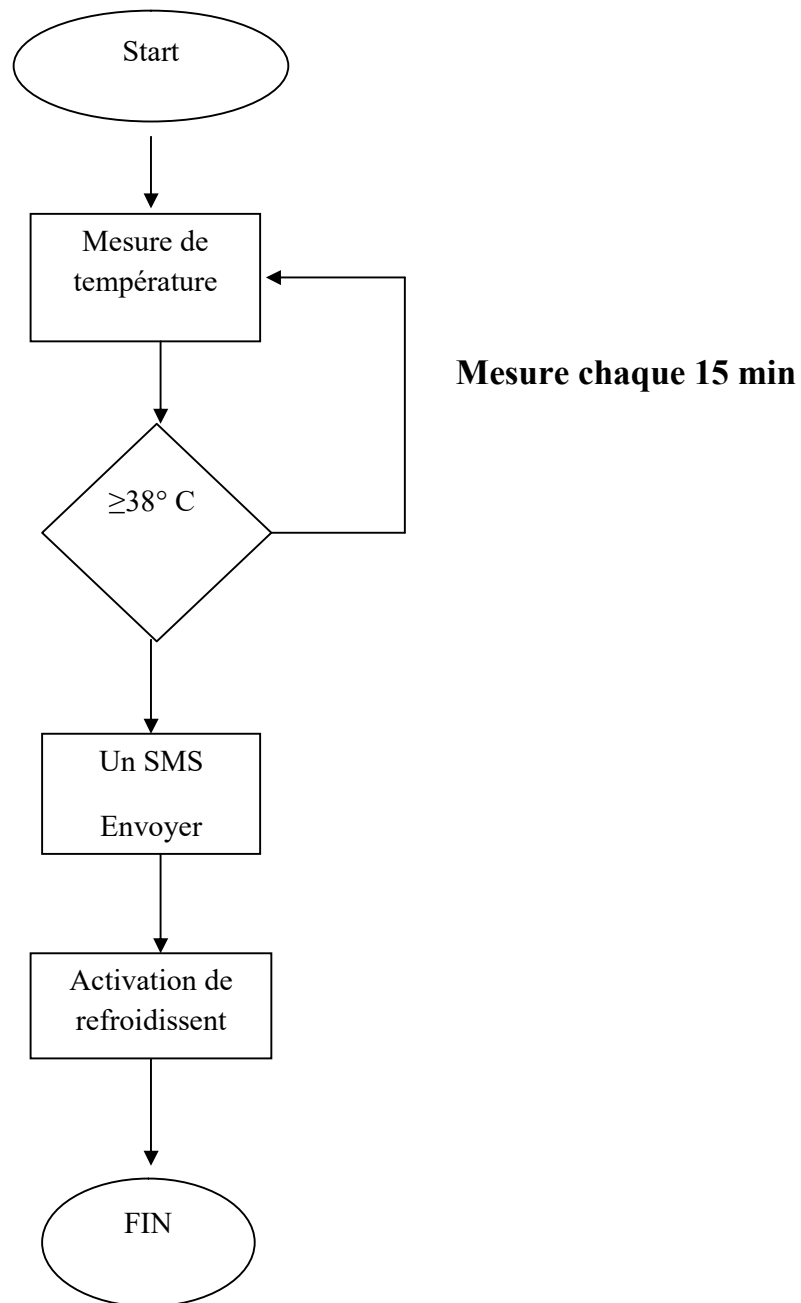 Start
Mesure de
température
Mesure chaque 15 min
≥38° C
Un SMS
Envoyer
Activation de
refroidissent
FIN